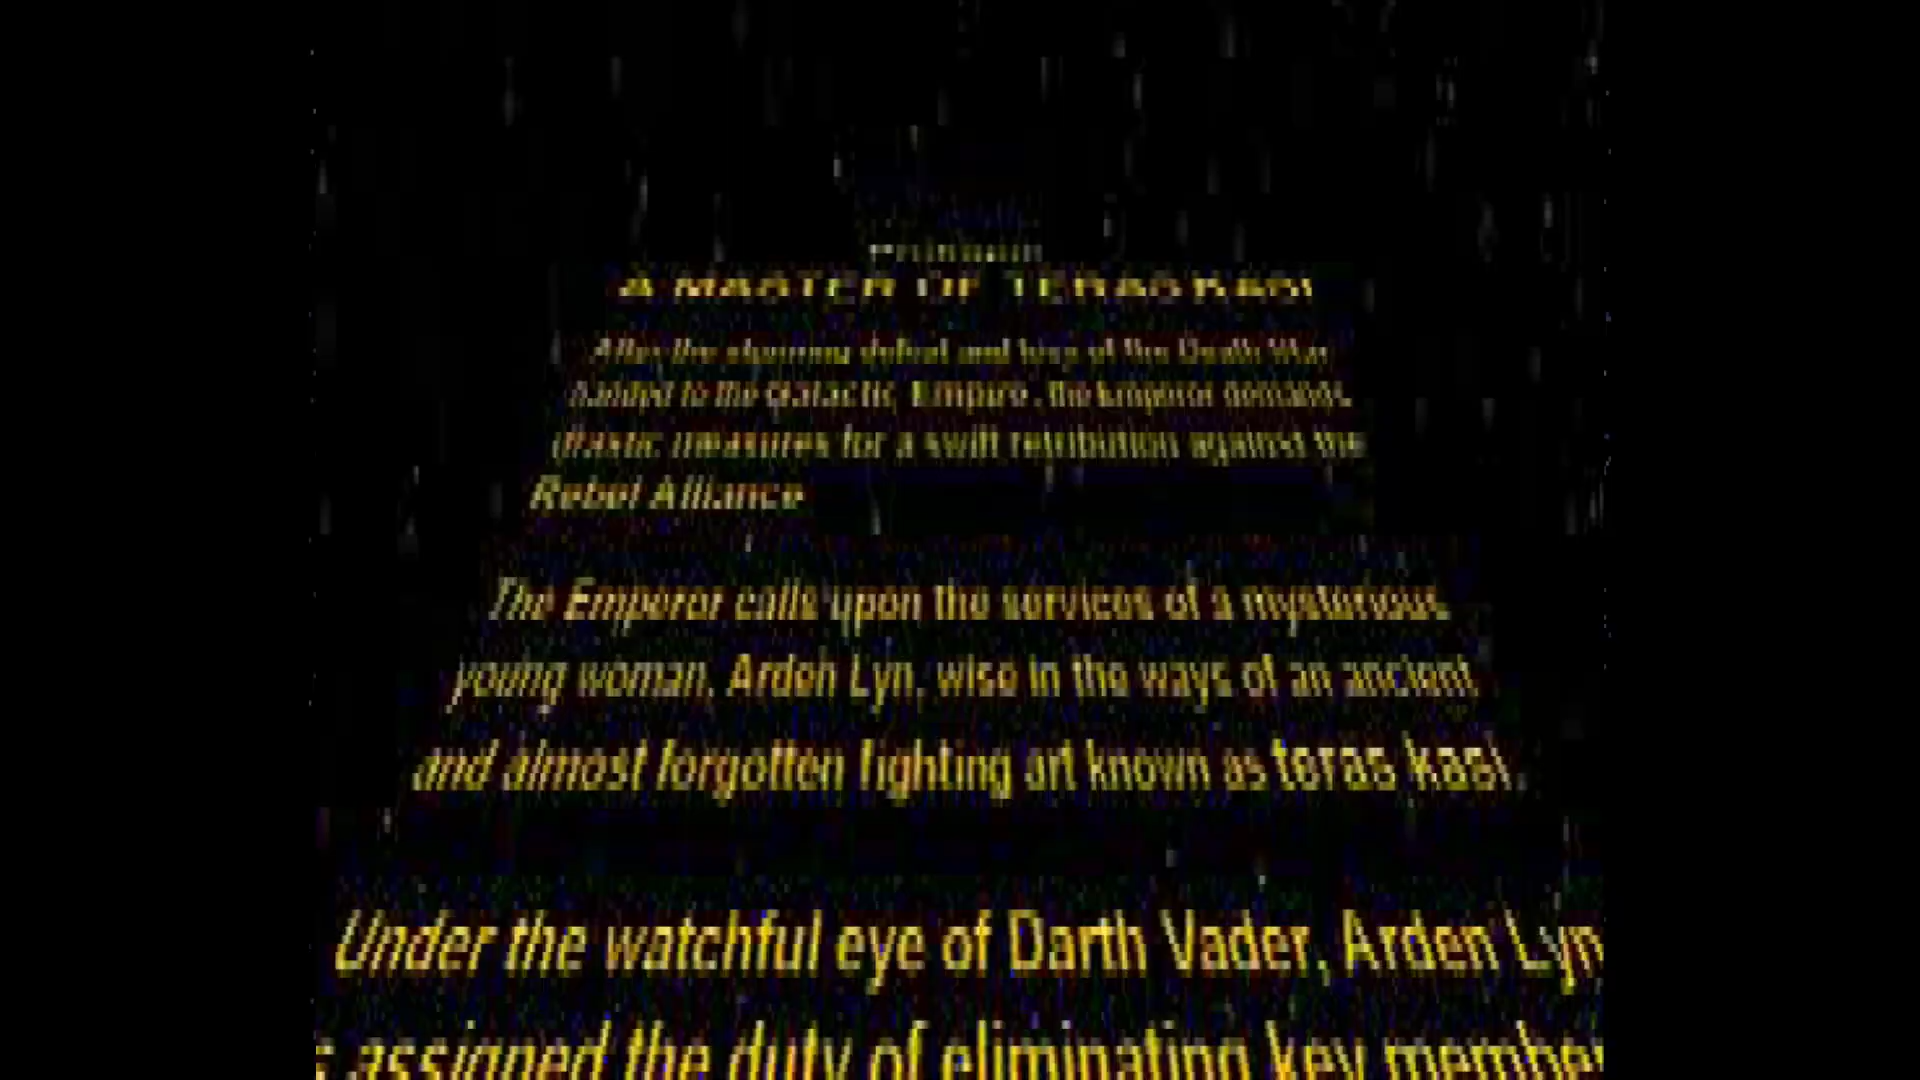 A MASTER OF TERAS KASI
After the stunning defeat and loss of the Death Star
handed to the Galactic Empire, the Emperor demands
drastic measures for a swift retribution against the
Rebel Alliance
The Emperor calls upon the services of a mysterious
young woman, Arden Lyn, wise in the ways of an ancient
and almost forgotten fighting art known as teras kasi.
Under the watchful eye of Darth Vader, Arden Lyn
assigned the duty of eliminating key member